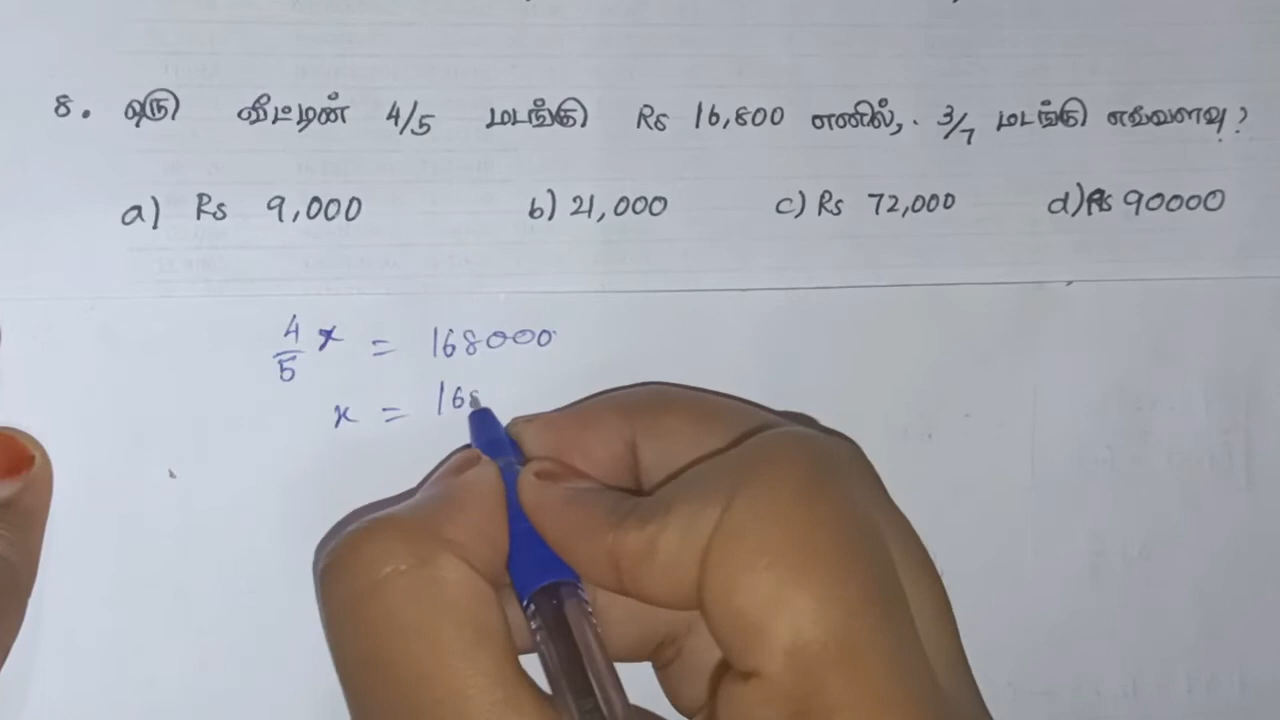 8. ஒரு வீட்டின் 4/5 மடங்கு Rs 16,800 எனில், 3/7 மடங்கு எவ்வளவு?
a) Rs 9,000 b) 21,000 c) Rs 72,000 d) Rs 90000
4/5 x = 168000
x = 168